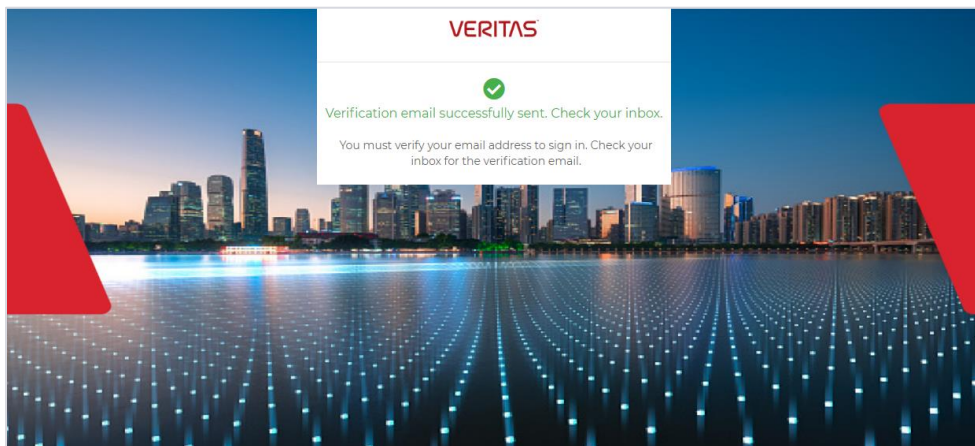 VERITAS
Verification email successfully sent. Check your inbox.
You must verify your email address to sign in. Check your
inbox for the verification email.